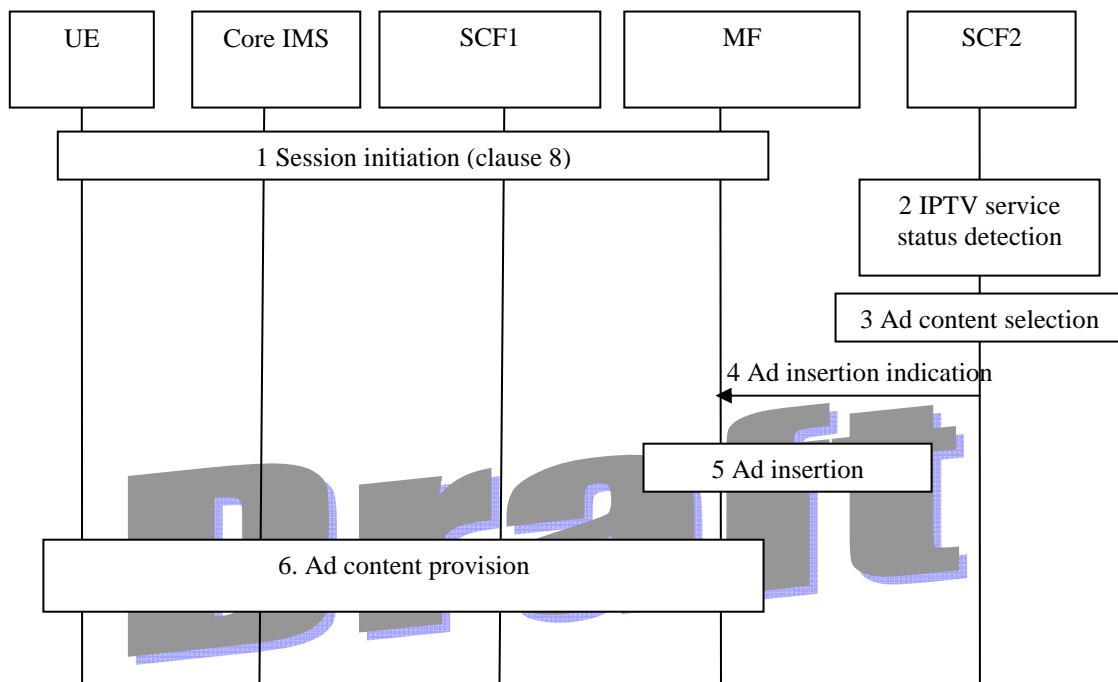 UE
Core IMS
SCF1
MF
SCF2
1 Session initiation (clause 8)
2 IPTV service
status detection
3 Ad content selection
4 Ad insertion indication
5 Ad insertion
6. Ad content provision
Draft